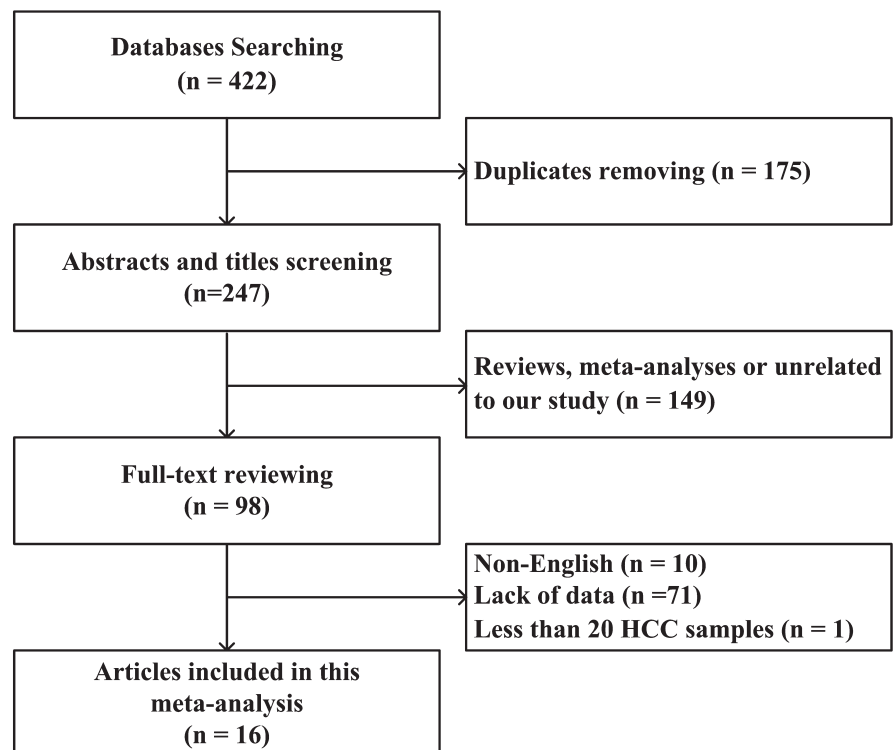 Databases Searching
(n = 422)
Duplicates removing (n = 175)
Abstracts and titles screening
(n=247)
Reviews, meta-analyses or unrelated
to our study (n = 149)
Full-text reviewing
(n = 98)
Non-English (n = 10)
Lack of data (n =71)
Less than 20 HCC samples (n = 1)
Articles included in this
meta-analysis
(n = 16)